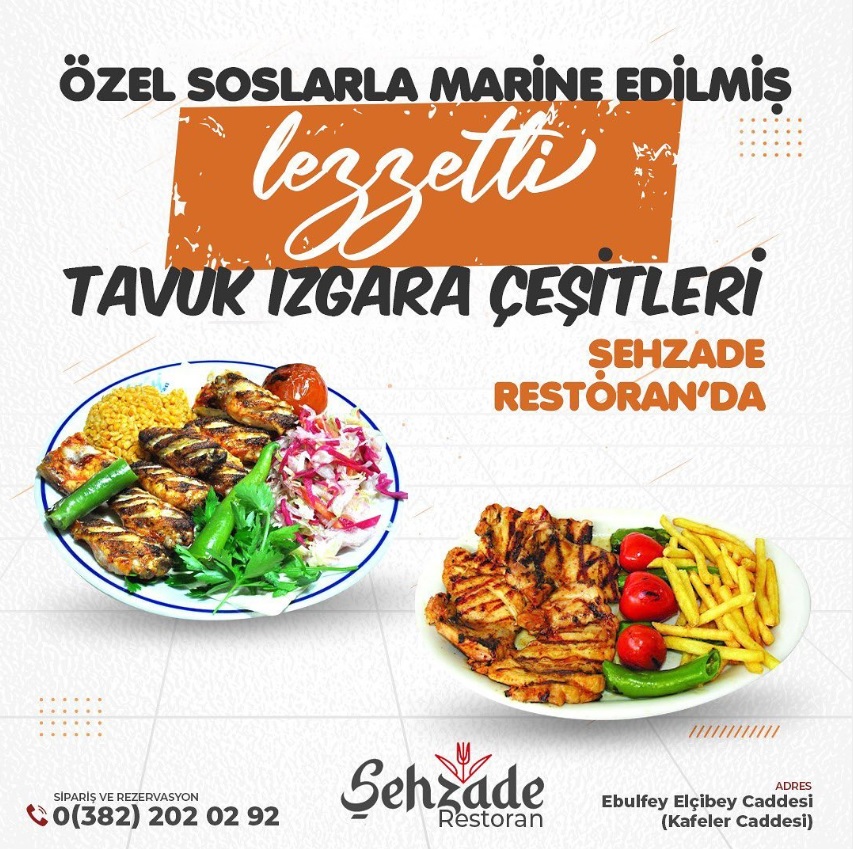 ÖZEL SOSLARLA MARİNE EDİLMİŞ
lezzetli
TAVUK IZGARA ÇEŞİTLERİ
ŞEHZADE
RESTORAN'DA
SİPARİŞ VE REZERVASYON
0(382) 202 02 92
Şehzade
Restoran
ADRES
Ebulfey Elçibey Caddesi
(Kafeler Caddesi)